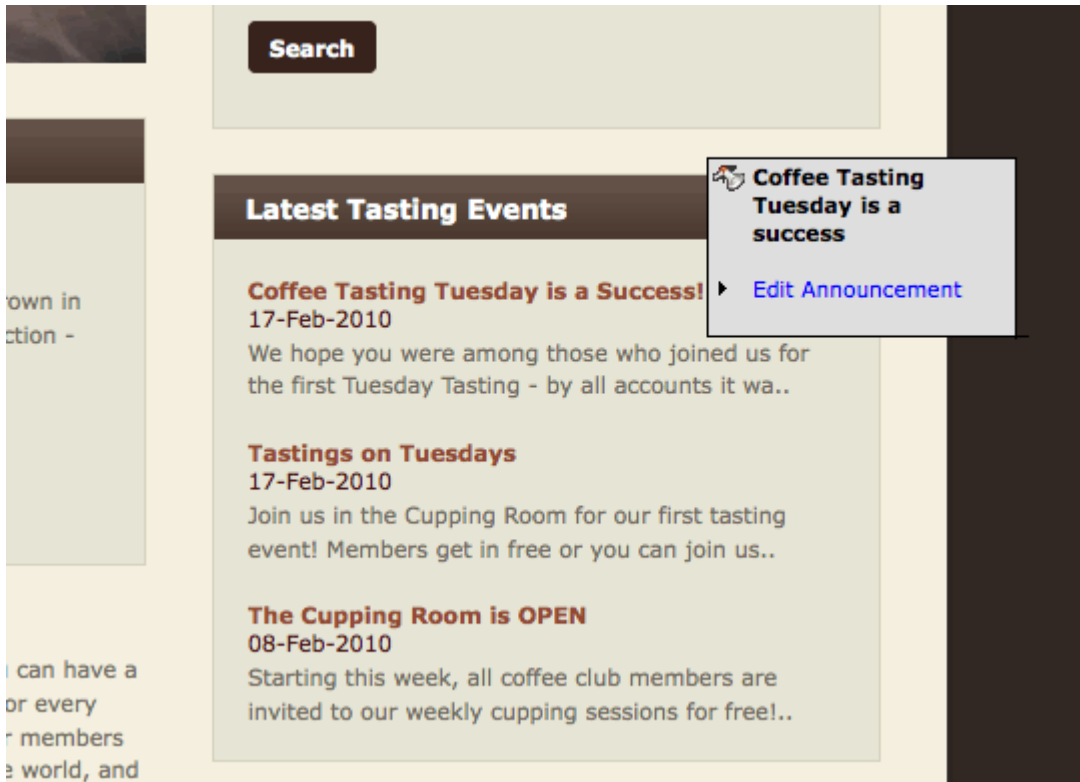 Search
Latest Tasting Events
Coffee Tasting Tuesday is a Success!
17-Feb-2010
We hope you were among those who joined us for
the first Tuesday Tasting - by all accounts it wa..
Tastings on Tuesdays
17-Feb-2010
Join us in the Cupping Room for our first tasting
event! Members get in free or you can join us..
The Cupping Room is OPEN
08-Feb-2010
Starting this week, all coffee club members are
invited to our weekly cupping sessions for free!..
Coffee Tasting
Tuesday is a
success
Edit Announcement
rown in
ction -
can have a
or every
r members
e world, and